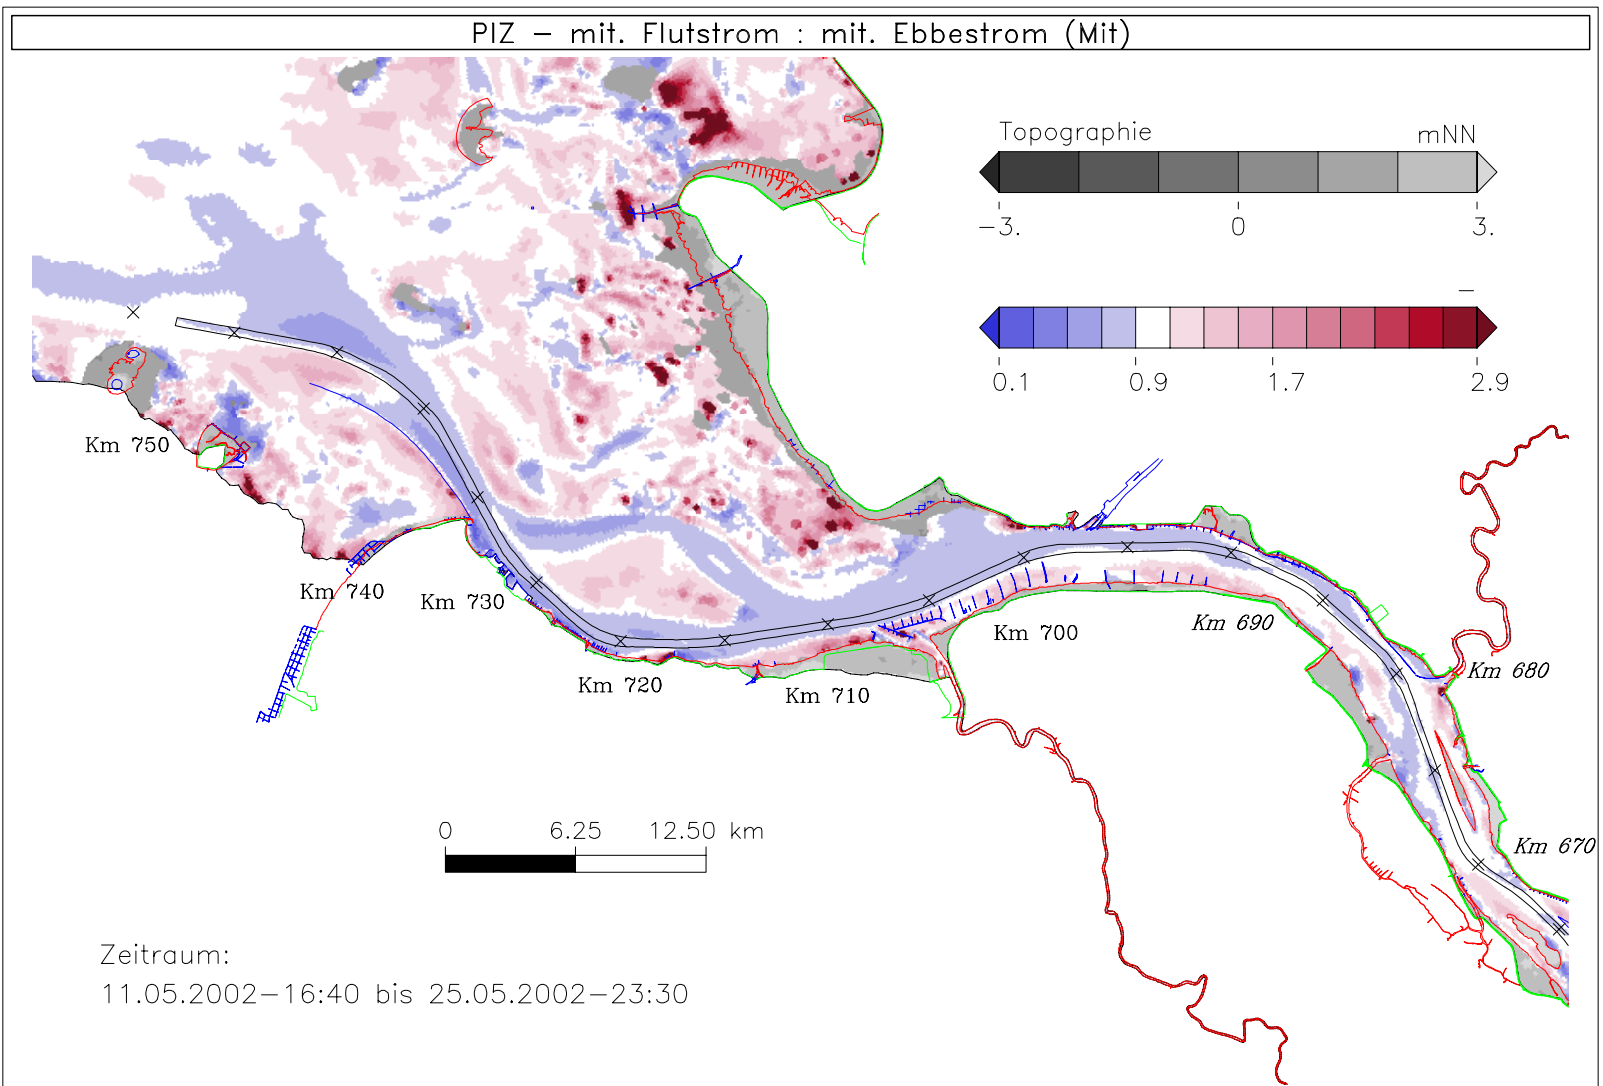 PIZ – mit. Flutstrom : mit. Ebbestrom (Mit)
Topographie mNN
−3. 0 3.
–
0.1 0.9 1.7 2.9
Km 750
Km 740
Km 730
Km 720
Km 710
Km 700
Km 690
Km 680
Km 670
0 6.25 12.50 km
Zeitraum:
11.05.2002−16:40 bis 25.05.2002−23:30